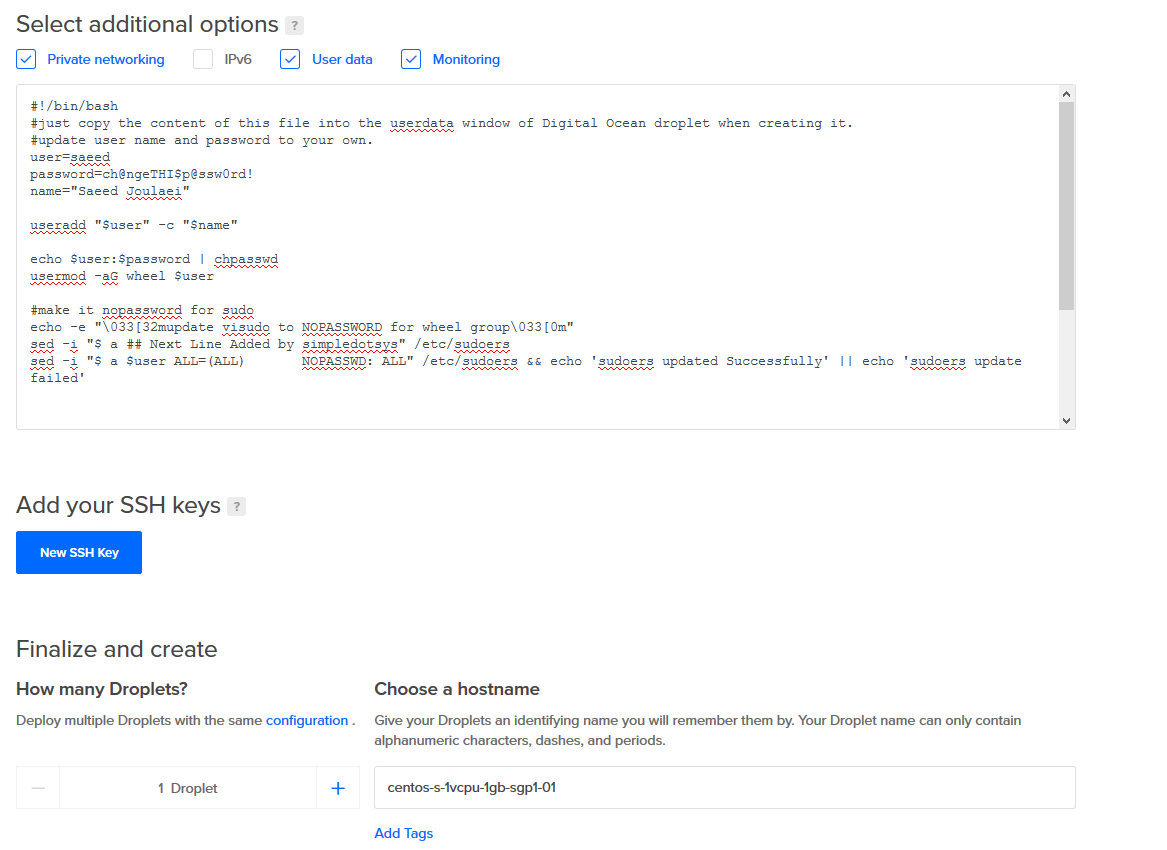 Select additional options ?
Private networking IPv6 User data Monitoring
#!/bin/bash
#just copy the content of this file into the userdata window of Digital Ocean droplet when creating it.
#update user name and password to your own.
user=saeed
password=ch@ngeTHI$p@ssw0rd!
name="Saeed Joulaei"
useradd "$user" -c "$name"
echo $user:$password | chpasswd
usermod -aG wheel $user
#make it nopassword for sudo
echo -e "\033[32mupdate visudo to NOPASSWORD for wheel group\033[0m"
sed -i "$ a ## Next Line Added by simpledotsys" /etc/sudoers
sed -i "$ a $user ALL=(ALL)       NOPASSWD: ALL" /etc/sudoers && echo 'sudoers updated Successfully' || echo 'sudoers update
failed'
Add your SSH keys ?
New SSH Key
Finalize and create
How many Droplets?
Deploy multiple Droplets with the same configuration .
1 Droplet
Choose a hostname
Give your Droplets an identifying name you will remember them by. Your Droplet name can only contain
alphanumeric characters, dashes, and periods.
centos-s-1vcpu-1gb-sgp1-01
Add Tags